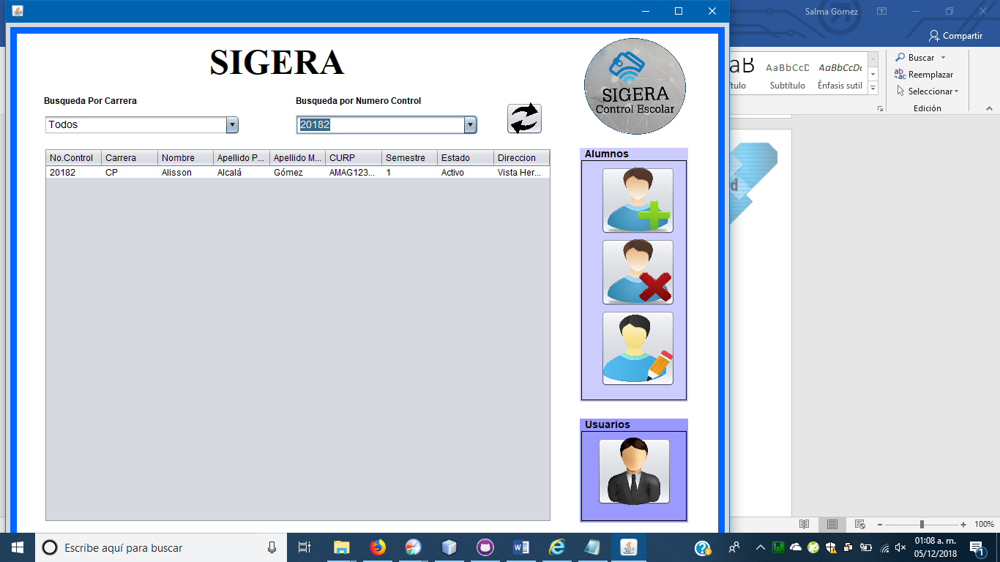 Salma Gomez
Compartir
SIGERA
Busqueda Por Carrera
Busqueda por Numero Control
Todos
20182
SIGERA
Control Escolar
No.Control Carrera Nombre Apellido P... Apellido M... CURP Semestre Estado Direccion
20182 CP Alisson Alcalá Gómez AMAG123... 1 Activo Vista Her...
Alumnos
Usuarios
aB AaBbCcD AaBbCcDc
ítulo Subtítulo Énfasis sutil
Buscar
Reemplazar
Seleccionar
Edición
d
100%
Escribe aquí para buscar
01:08 a. m.
05/12/2018
1